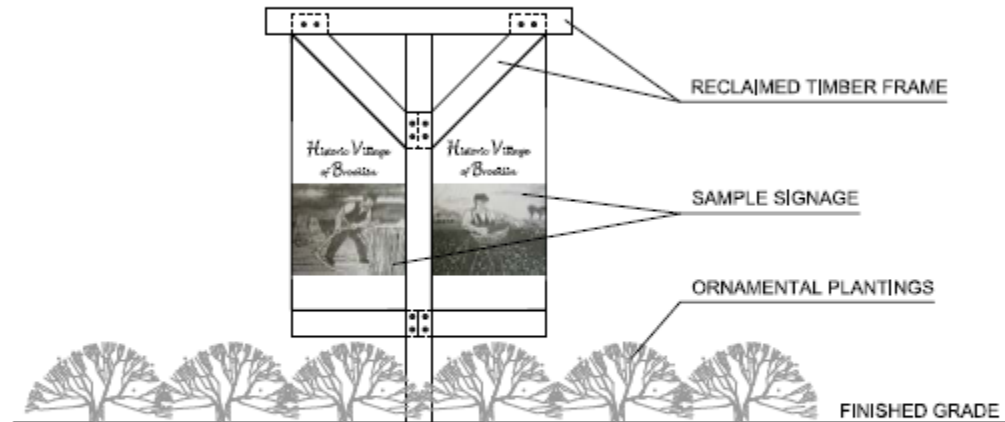 RECLAIMED TIMBER FRAME
Historic Village
of Brooklin
Historic Village
of Brooklin
SAMPLE SIGNAGE
ORNAMENTAL PLANTINGS
FINISHED GRADE